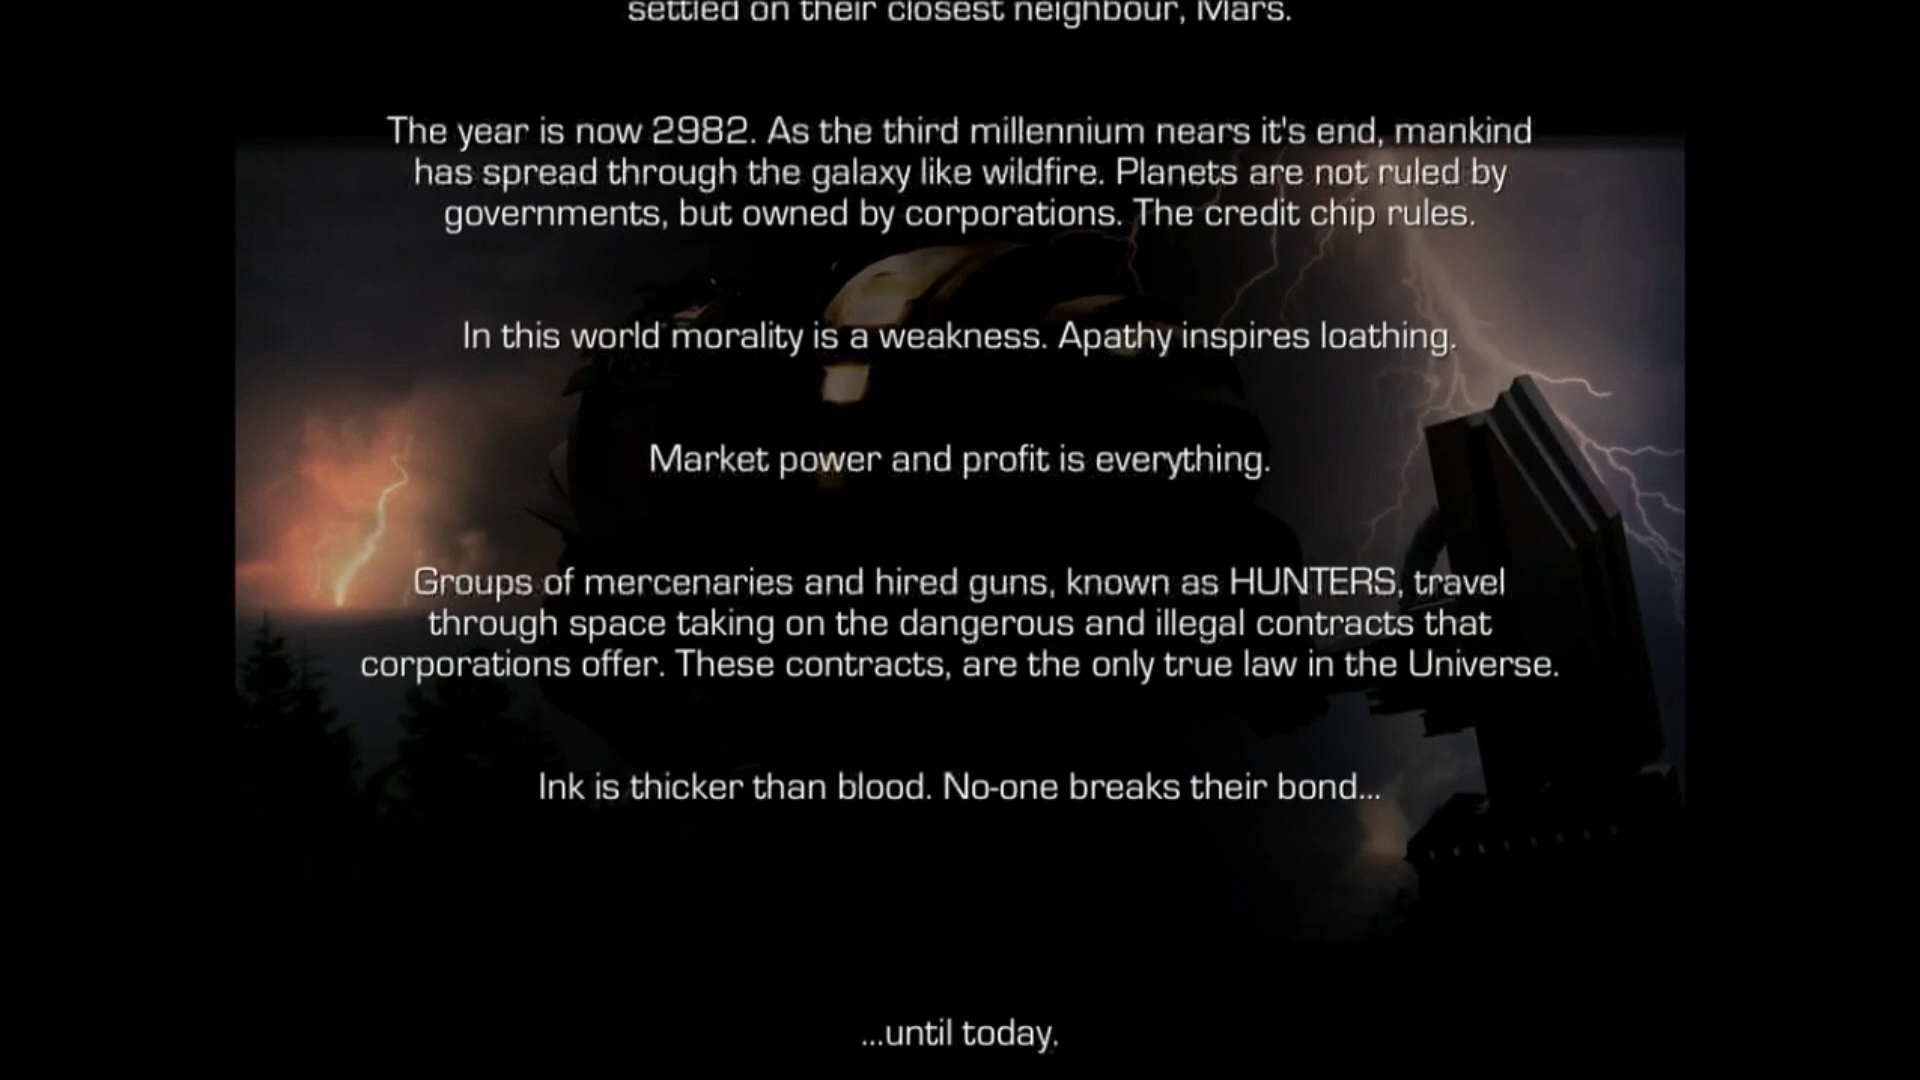 settled on their closest neighbour, Mars.
The year is now 2982. As the third millennium nears it's end, mankind
has spread through the galaxy like wildfire. Planets are not ruled by
governments, but owned by corporations. The credit chip rules.
In this world morality is a weakness. Apathy inspires loathing.
Market power and profit is everything.
Groups of mercenaries and hired guns, known as HUNTERS, travel
through space taking on the dangerous and illegal contracts that
corporations offer. These contracts, are the only true law in the Universe.
Ink is thicker than blood. No-one breaks their bond...
...until today.